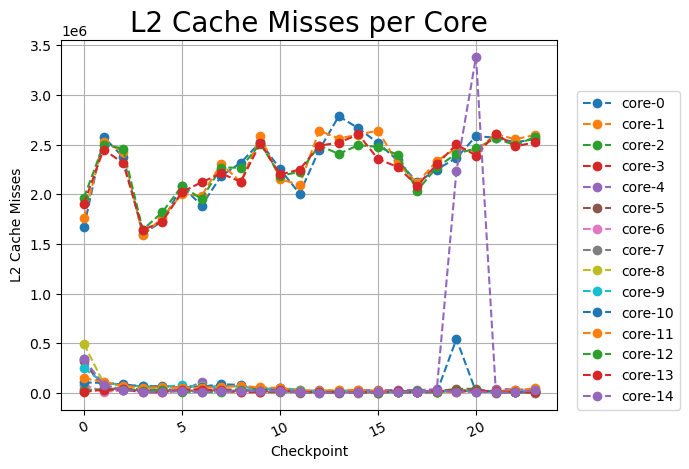 L2 Cache Misses per Core
1e6
3.5
3.0
2.5
2.0
1.5
1.0
0.5
0.0
L2 Cache Misses
0
5
10
15
20
Checkpoint
core-0
core-1
core-2
core-3
core-4
core-5
core-6
core-7
core-8
core-9
core-10
core-11
core-12
core-13
core-14